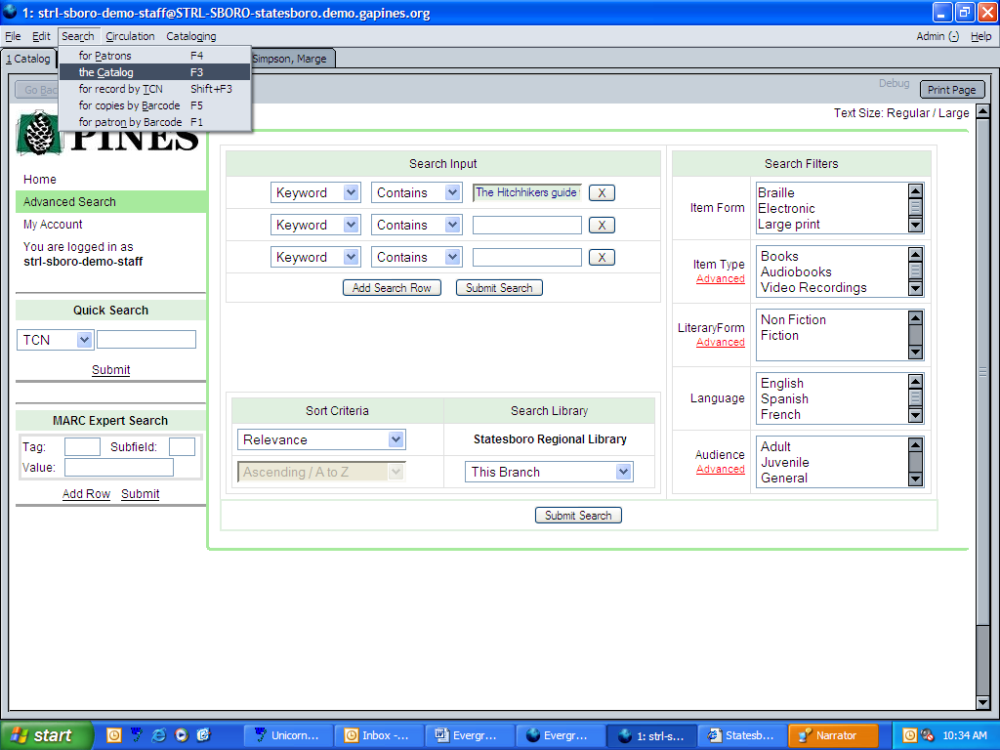 1: strl-sboro-demo-staff@STRL-SBORO-statesboro.demo.gapines.org
File Edit Search Circulation Cataloging Admin (-) Help
1 Catalog Simpson, Marge
for Patrons F4
the Catalog F3
for record by TCN Shift+F3
for copies by Barcode F5
for patron by Barcode F1
Go Bac Debug Print Page
Text Size: Regular / Large
PINES
Home
Advanced Search
My Account
You are logged in as
strl-sboro-demo-staff
Quick Search
TCN
Submit
MARC Expert Search
Tag: Subfield:
Value:
Add Row Submit
Search Input
Keyword Contains The Hitchhikers guide X
Keyword Contains X
Keyword Contains X
Add Search Row Submit Search
Sort Criteria Search Library
Relevance Statesboro Regional Library
Ascending / A to Z This Branch
Submit Search
Search Filters
Item Form
Braille
Electronic
Large print
Item Type
Advanced
Books
Audiobooks
Video Recordings
LiteraryForm
Advanced
Non Fiction
Fiction
Language
English
Spanish
French
Audience
Advanced
Adult
Juvenile
General
start Unicorn... Inbox -... Evergr... Evergr... 1: strl-s... Statesb... Narrator 10:34 AM